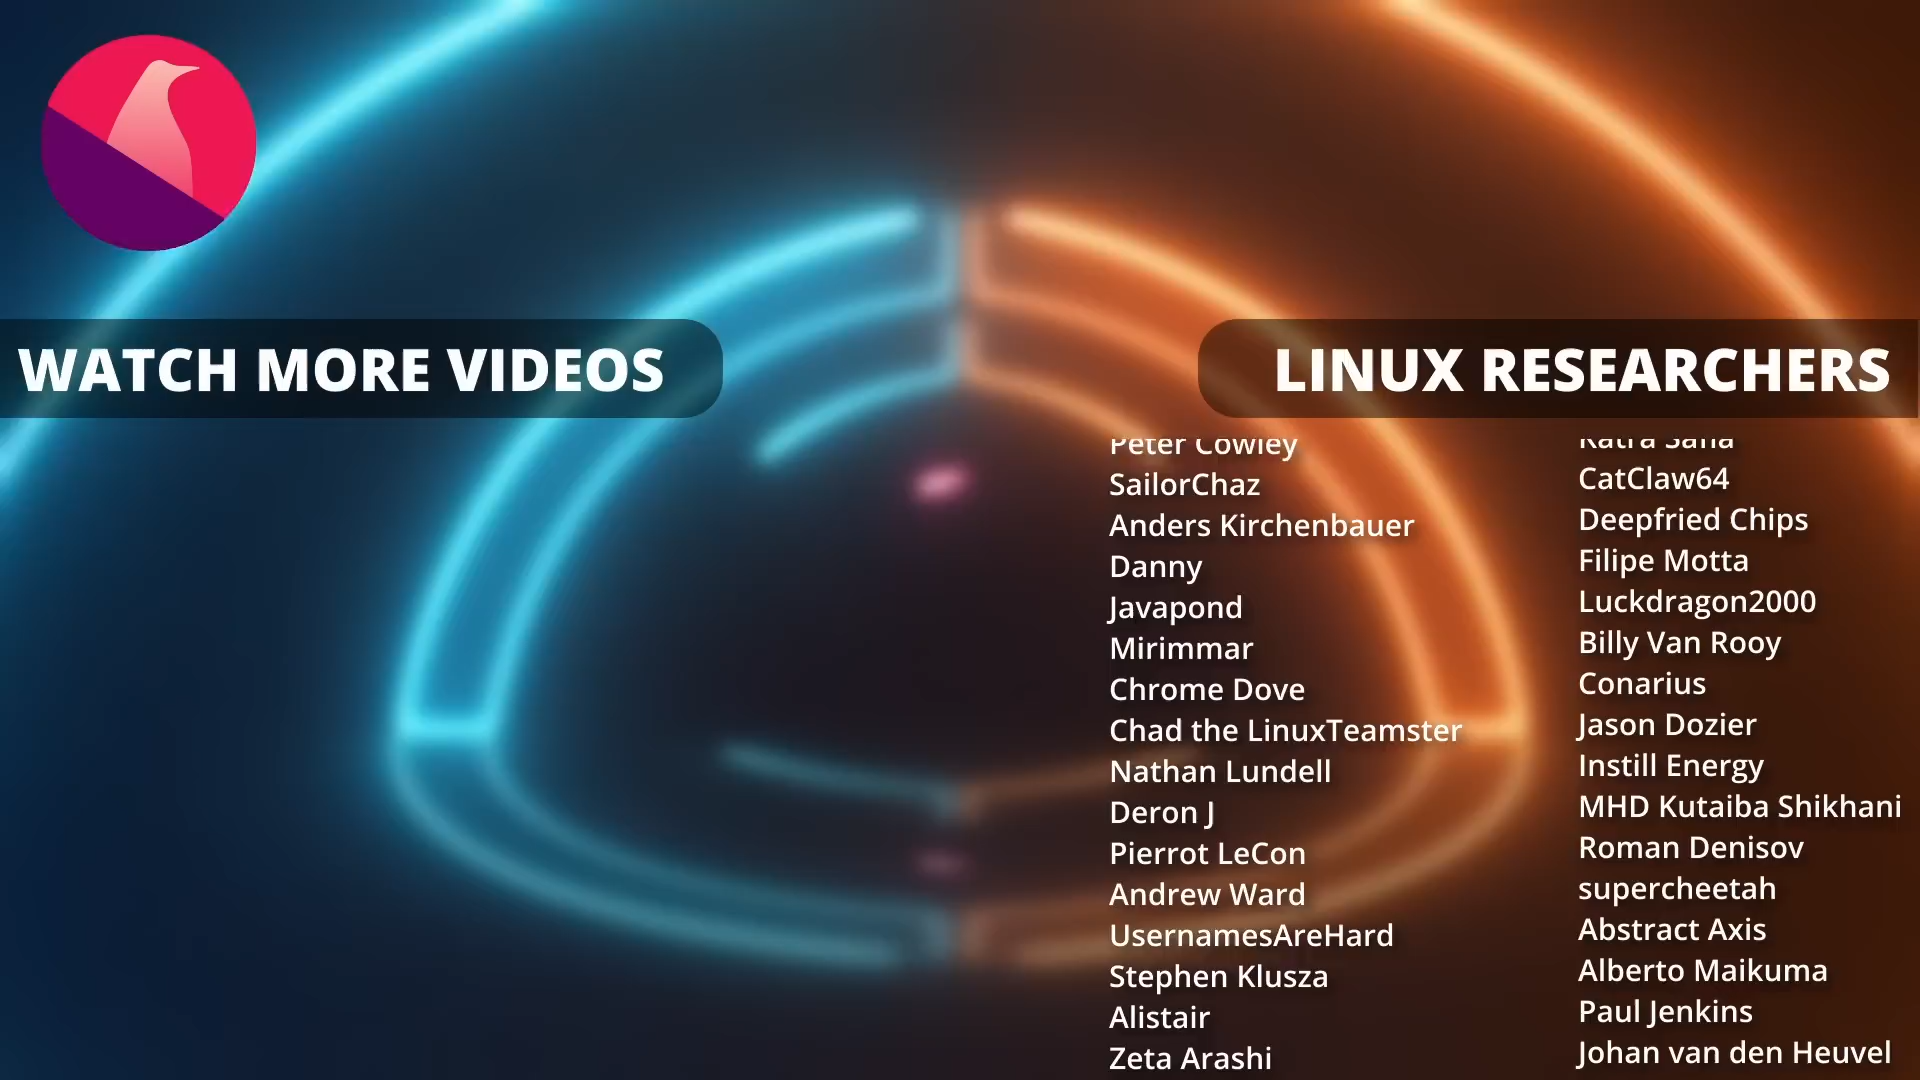 WATCH MORE VIDEOS
LINUX RESEARCHERS
Peter Cowley
SailorChaz
Anders Kirchenbauer
Danny
Javapond
Mirimmar
Chrome Dove
Chad the LinuxTeamster
Nathan Lundell
Deron J
Pierrot LeCon
Andrew Ward
UsernamesAreHard
Stephen Klusza
Alistair
Zeta Arashi
CatClaw64
Deepfried Chips
Filipe Motta
Luckdragon2000
Billy Van Rooy
Conarius
Jason Dozier
Instill Energy
MHD Kutaiba Shikhani
Roman Denisov
supercheetah
Abstract Axis
Alberto Maikuma
Paul Jenkins
Johan van den Heuvel